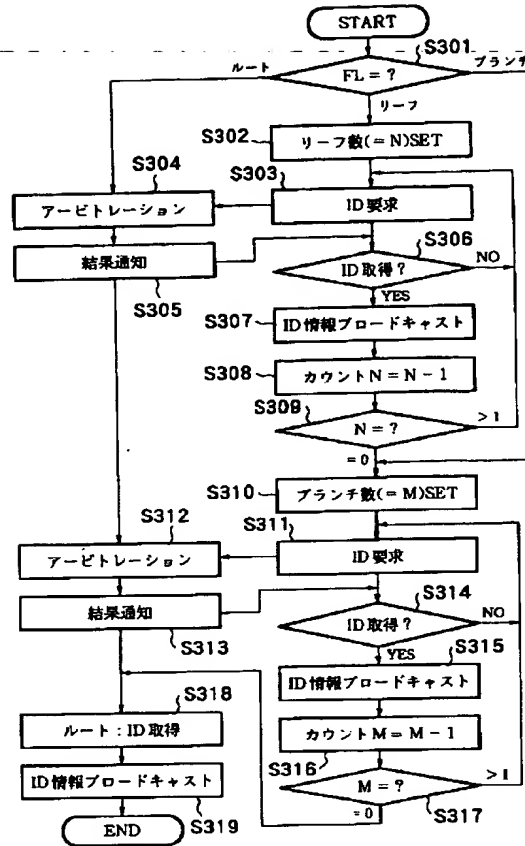 START
S301
ルート
FL = ?
ブランチ
リーフ
S302
リーフ数(=N)SET
S304
S303
アービトレーション
ID要求
S306
結果通知
ID取得?
NO
S305
YES
S307
ID情報ブロードキャスト
S308
カウントN=N-1
S309
N = ?
>1
=0
S310
ブランチ数(=M)SET
S312
S311
アービトレーション
ID要求
S314
結果通知
ID取得?
NO
S313
YES
S315
ID情報ブロードキャスト
S318
ルート:ID取得
カウントM=M-1
S316
ID情報ブロードキャスト
M = ?
>1
S319
=0
S317
END